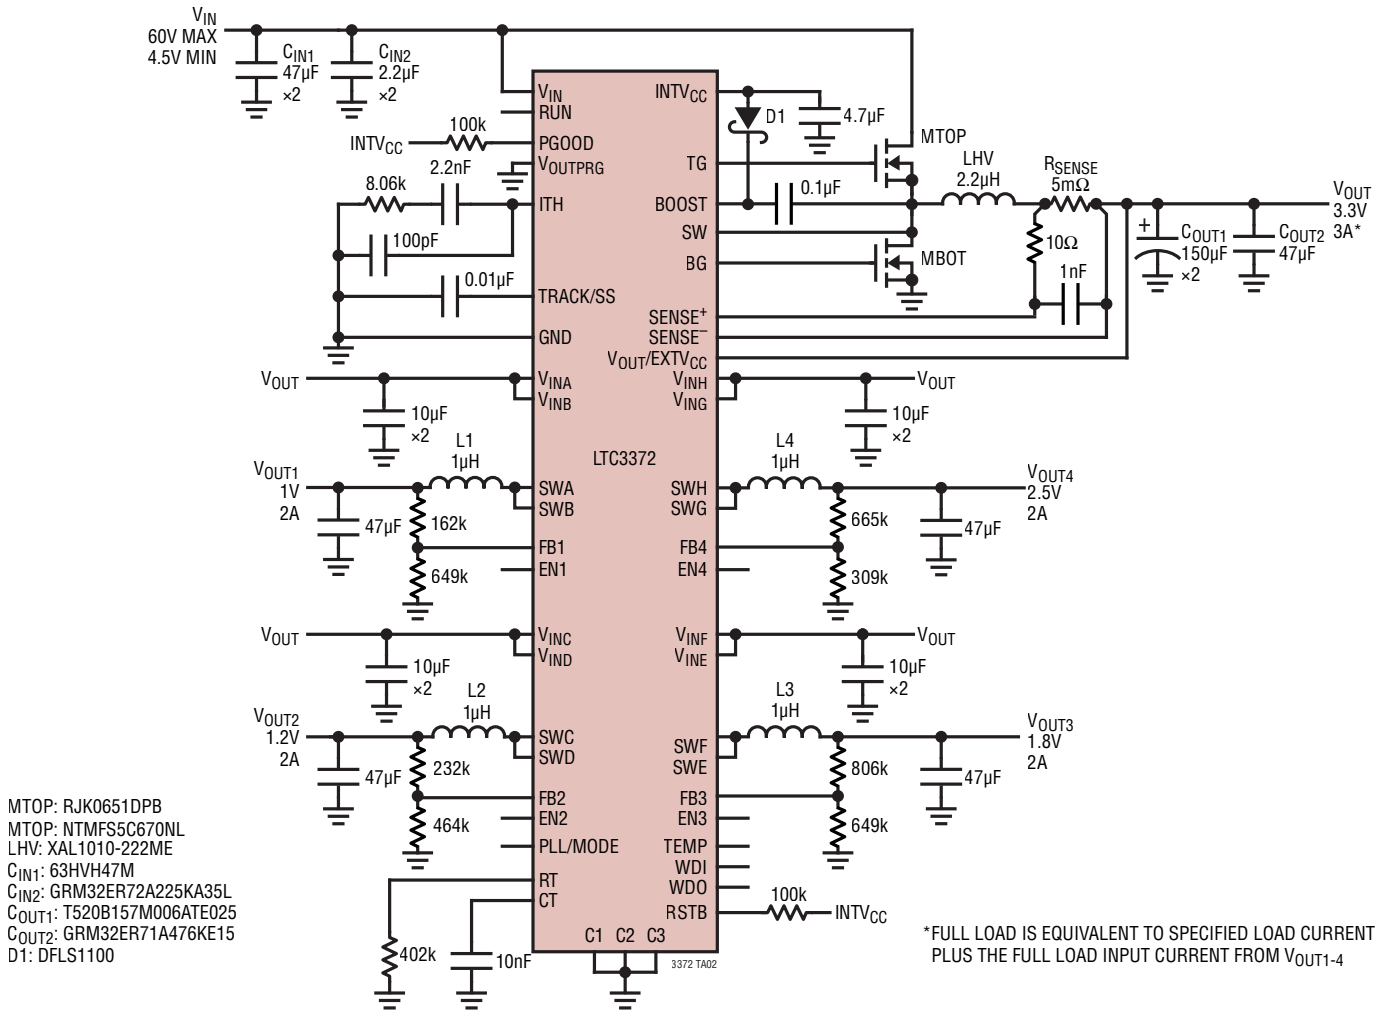 VIN
60V MAX
4.5V MIN
CIN1
47µF
×2
CIN2
2.2µF
×2
VIN
RUN
INTVCC
100k
PGOOD
VOUTPRG
2.2nF
8.06k
ITH
100pF
0.01µF
TRACK/SS
GND
INTVCC
D1
4.7µF
MTOP
TG
LHV
2.2µH
RSENSE
5mΩ
0.1µF
BOOST
SW
BG
MBOT
10Ω
1nF
VOUT
3.3V
3A*
+
COUT1
150µF
×2
COUT2
47µF
SENSE+
SENSE–
VOUT/EXTVCC
VOUT
VINA
VINB
10µF
×2
VINH
VING
VOUT
10µF
×2
LTC3372
L1
1µH
VOUT1
1V
2A
SWA
SWB
47µF
162k
FB1
649k
EN1
L4
1µH
VOUT4
2.5V
2A
SWH
SWG
665k
47µF
FB4
309k
EN4
VOUT
VINC
VIND
10µF
×2
VINF
VINE
VOUT
10µF
×2
L2
1µH
VOUT2
1.2V
2A
SWC
SWD
47µF
232k
FB2
464k
EN2
PLL/MODE
RT
CT
402k
10nF
L3
1µH
VOUT3
1.8V
2A
SWF
SWE
806k
47µF
FB3
649k
EN3
TEMP
WDI
WDO
RSTB
100k
INTVCC
C1 C2 C3
3372 TA02
MTOP: RJK0651DPB
MTOP: NTMFS5C670NL
LHV: XAL1010-222ME
CIN1: 63HVH47M
CIN2: GRM32ER72A225KA35L
COUT1: T520B157M006ATE025
COUT2: GRM32ER71A476KE15
D1: DFLS1100
*FULL LOAD IS EQUIVALENT TO SPECIFIED LOAD CURRENT
PLUS THE FULL LOAD INPUT CURRENT FROM VOUT1-4